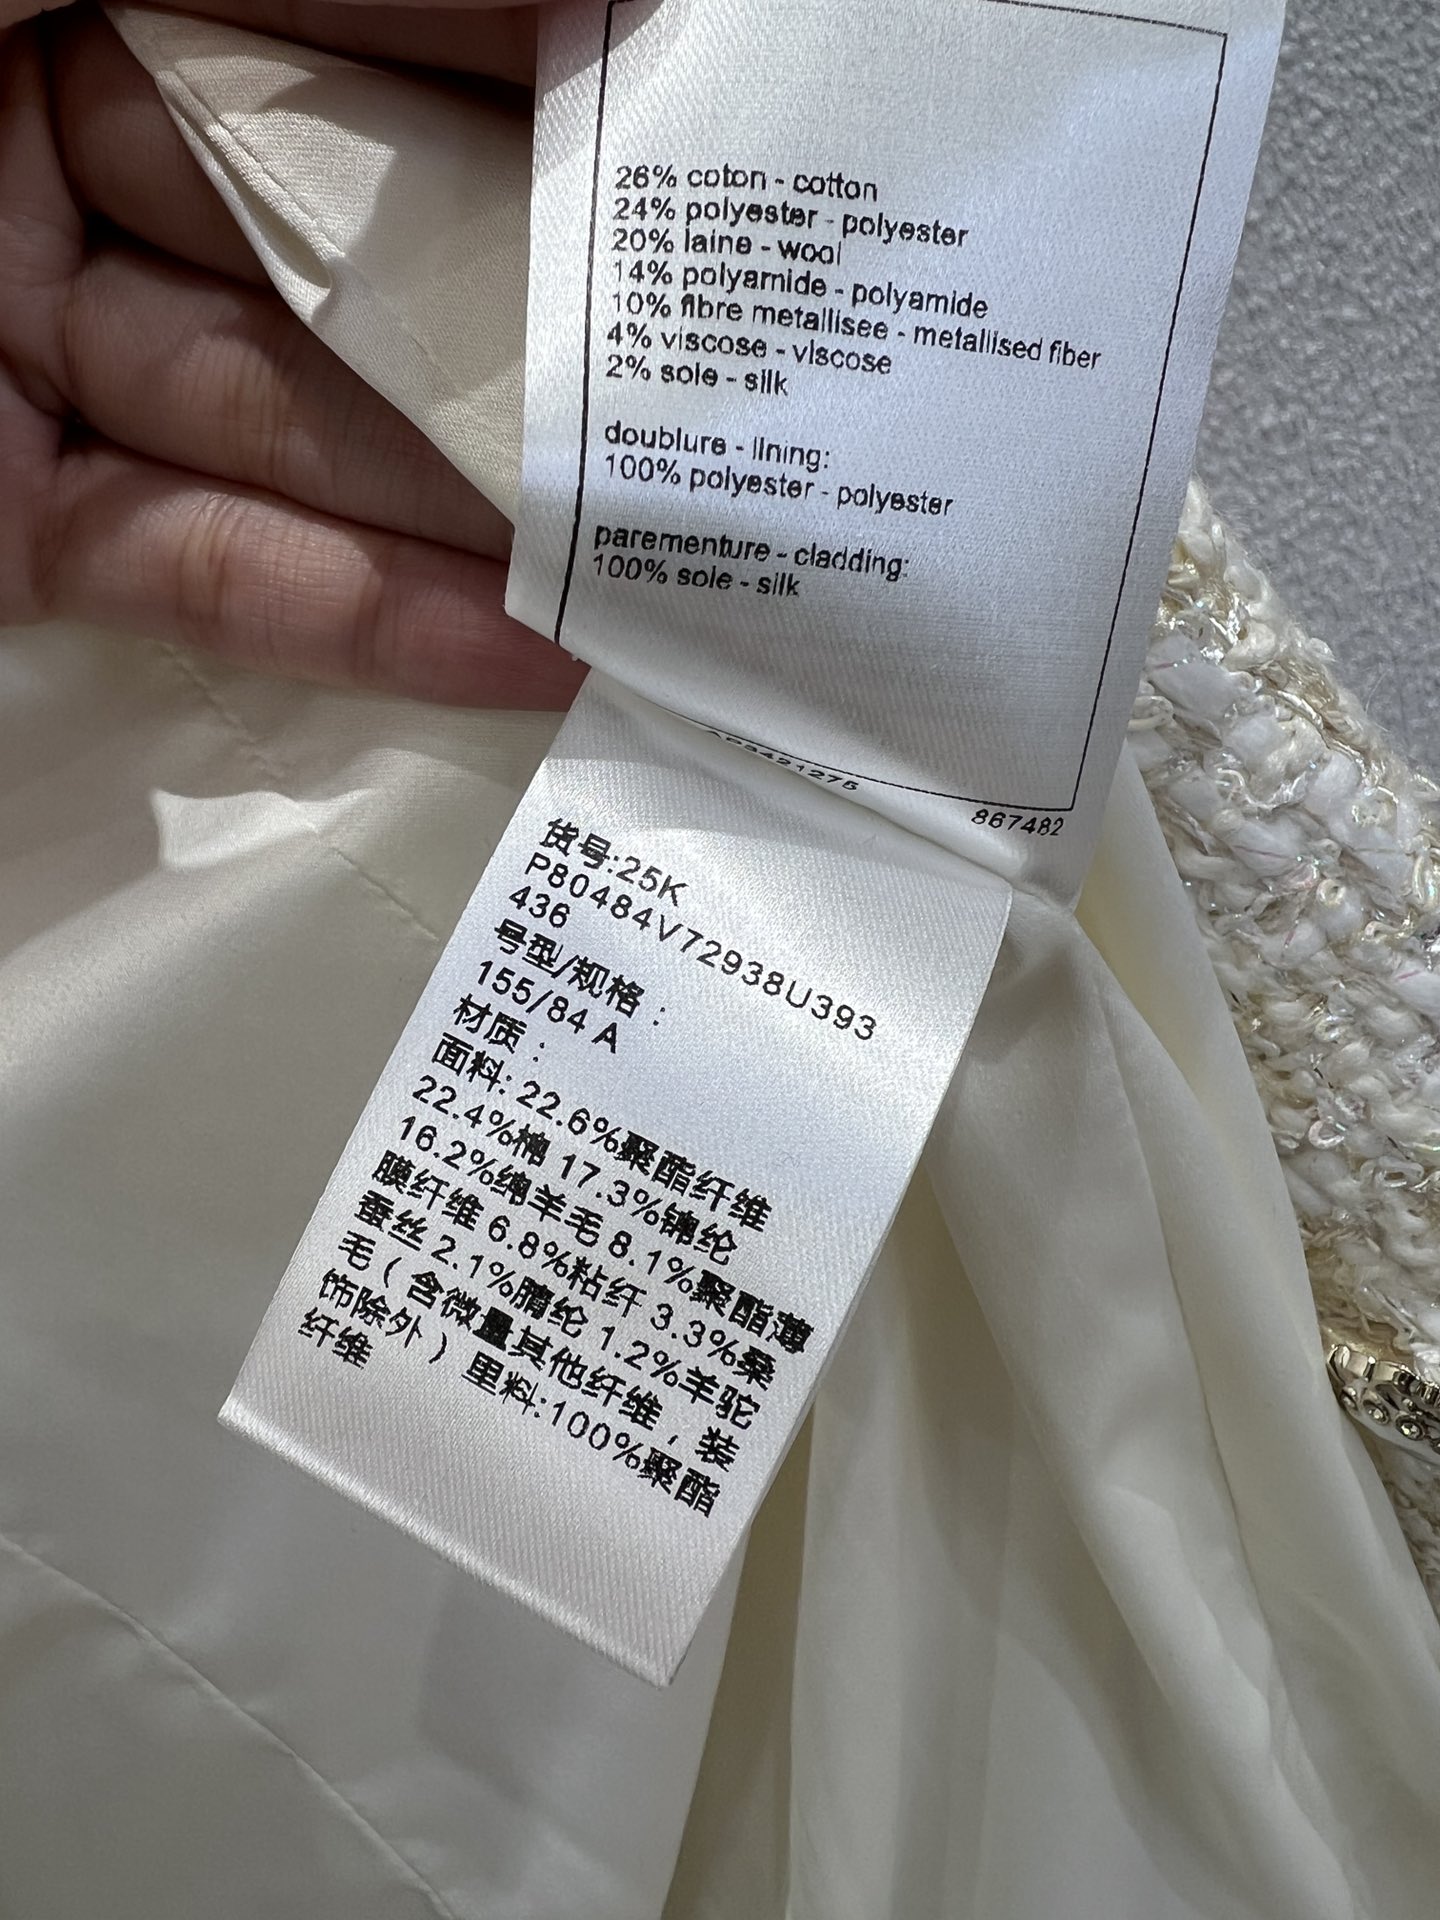 26% coton - cotton
24% polyester - polyester
20% laine - wool
14% polyamide - polyamide
10% fibre metallisee - metallised fiber
4% viscose - viscose
2% soie - silk
doublure - lining:
100% polyester - polyester
parementure - cladding:
100% soie - silk
AP3421275
867482
货号:25K
P80484V72938U393
436
号型/规格：
155/84 A
材质：
面料: 22.6%聚酯纤维
22.4%棉 17.3%锦纶
16.2%绵羊毛 8.1%聚酯薄
膜纤维 6.8%粘纤 3.3%桑
蚕丝 2.1%腈纶 1.2%羊驼
毛（含微量其他纤维，装
饰除外）里料:100%聚酯
纤维